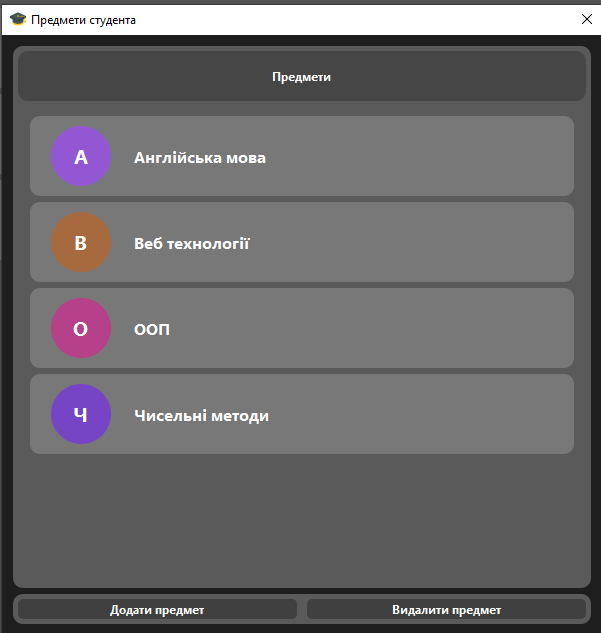 Предмети студента
Предмети
А
Англійська мова
В
Веб технології
О
ООП
Ч
Чисельні методи
Додати предмет
Видалити предмет